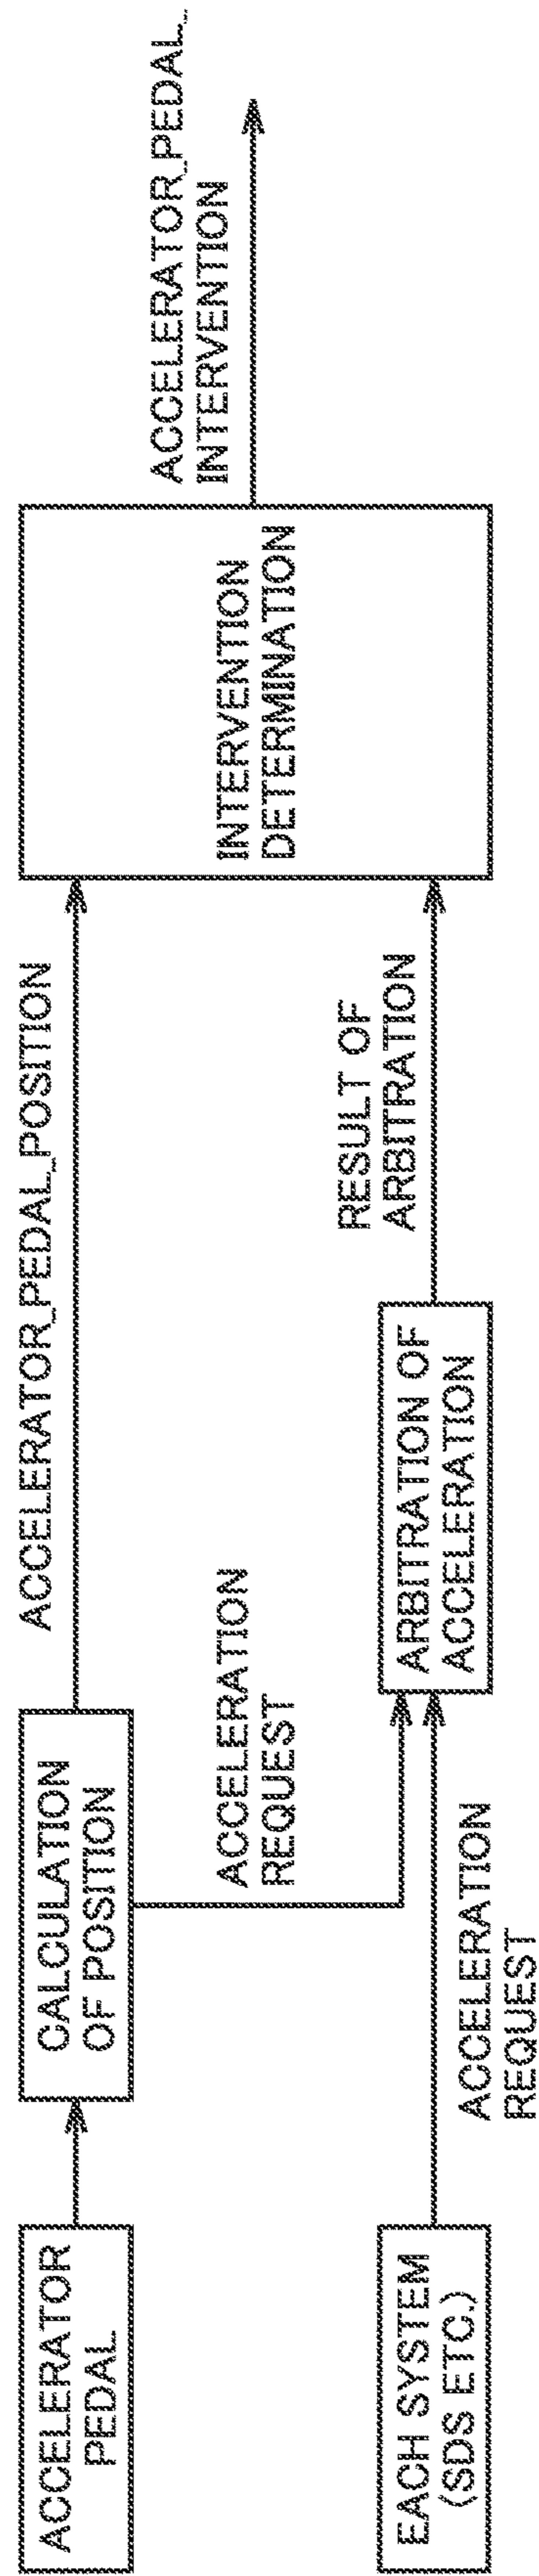 ACCELERATOR
PEDAL
CALCULATION
OF POSITION
ACCELERATOR_PEDAL_POSITION
ACCELERATION
REQUEST
EACH SYSTEM
(SDS ETC.)
ACCELERATION
REQUEST
ARBITRATION OF
ACCELERATION
RESULT OF
ARBITRATION
INTERVENTION
DETERMINATION
ACCELERATOR_PEDAL_
INTERVENTION